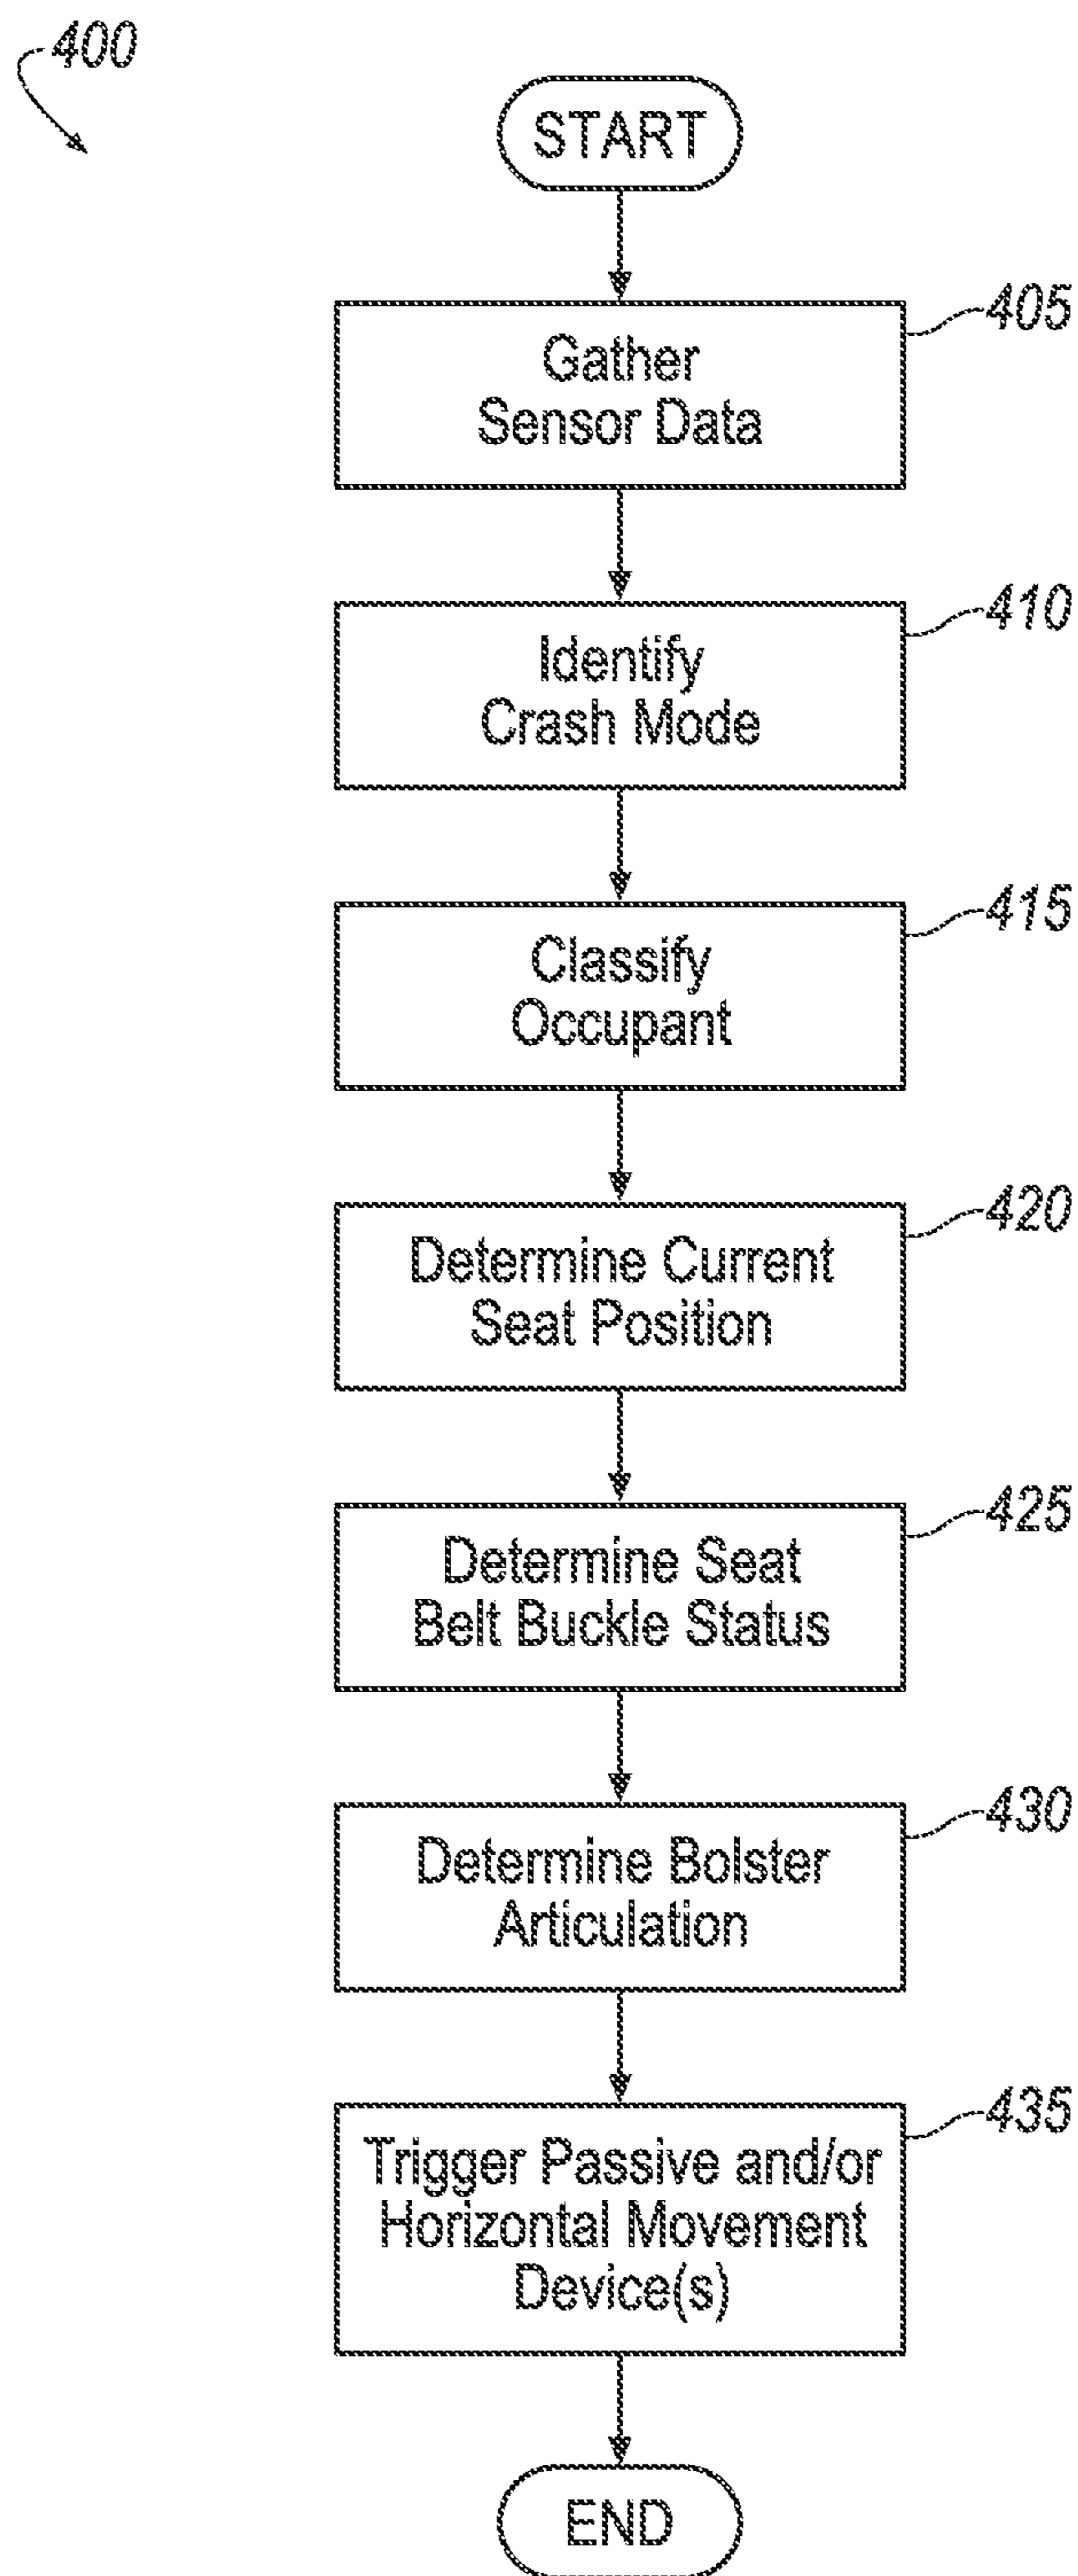 400
START
405
Gather
Sensor Data
410
Identify
Crash Mode
415
Classify
Occupant
420
Determine Current
Seat Position
425
Determine Seat
Belt Buckle Status
430
Determine Bolster
Articulation
435
Trigger Passive and/or
Horizontal Movement
Device(s)
END